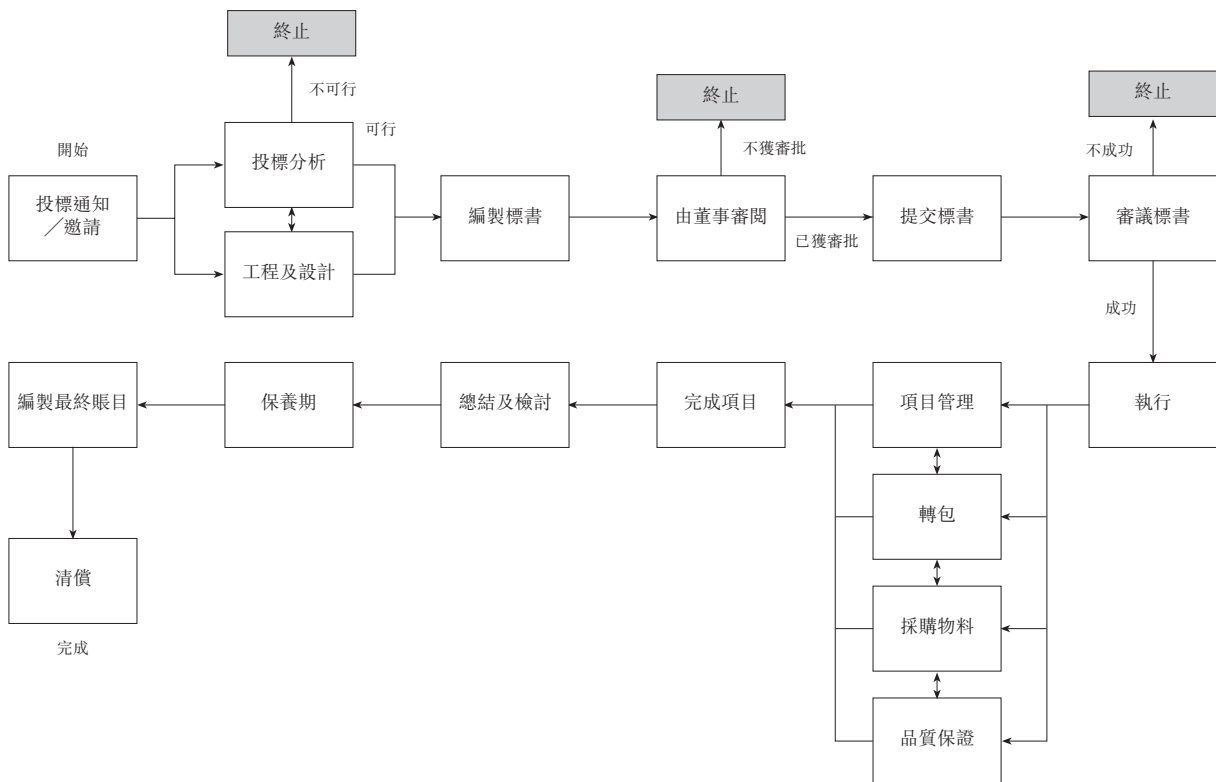 終止
不可行
終止
終止
可行
開始
投標分析
不獲審批
不成功
投標通知
／邀請
編製標書
由董事審閱
提交標書
審議標書
已獲審批
工程及設計
成功
編製最終賬目
保養期
總結及檢討
完成項目
項目管理
執行
轉包
清償
採購物料
完成
品質保證